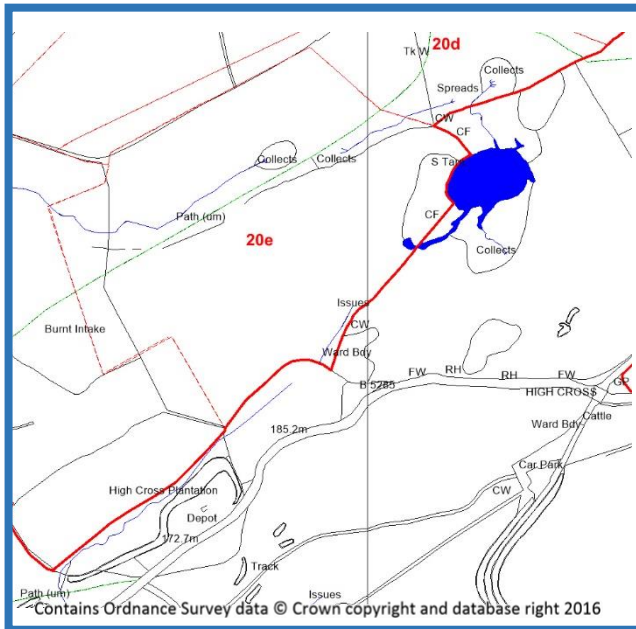 20d
Tk W
Collects
Spreads
CW
CF
Collects
Collects
S Tarn
CF
Path (um)
20e
Collects
Issues
CW
Burnt Intake
Ward Bdy
FW
RH
RH
FW
GP
B 5285
HIGH CROSS
Cattle
Ward Bdy
185.2m
Car Park
High Cross Plantation
CW
Depot
172.7m
Track
Path (um)
Issues
Contains Ordnance Survey data © Crown copyright and database right 2016